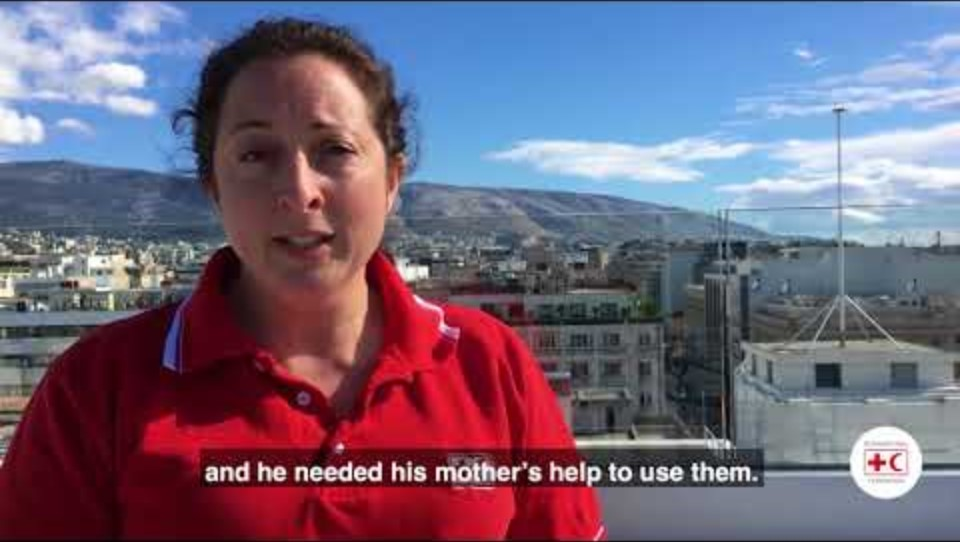 and he needed his mother's help to use them.